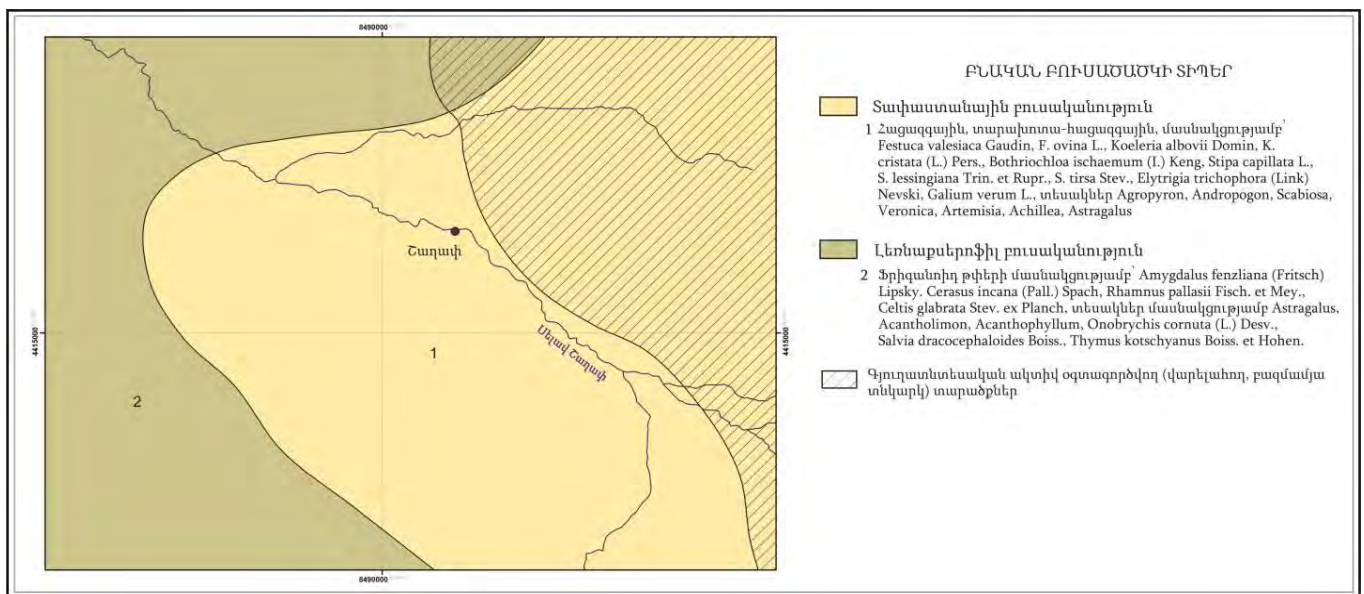 8490000
ԲՆԱԿԱՆ ԲՈՒՍԱԾԱԾԿԻ ՏԻՊԵՐ
Տափաստանային բուսականություն
1 Հացազգային, տարախոտա-հացազգային, մասնակցությամբ՝
Festuca valesiaca Gaudin, F. ovina L., Koeleria albovii Domin, K.
cristata (L.) Pers., Bothriochloa ischaemum (I.) Keng, Stipa capillata L.,
S. lessingiana Trin. et Rupr., S. tirsa Stev., Elytrigia trichophora (Link)
Nevski, Galium verum L., տեսակներ Agropyron, Andropogon, Scabiosa,
Veronica, Artemisia, Achillea, Astragalus
Լեռնաքսերոֆիլ բուսականություն
2 Ֆրիգանոիդ թփերի մասնակցությամբ՝ Amygdalus fenzliana (Fritsch)
Lipsky. Cerasus incana (Pall.) Spach, Rhamnus pallasii Fisch. et Mey.,
Celtis glabrata Stev. ex Planch, տեսակներ մասնակցությամբ Astragalus,
Acantholimon, Acanthophyllum, Onobrychis cornuta (L.) Desv.,
Salvia dracocephaloides Boiss., Thymus kotschyanus Boiss. et Hohen.
Գյուղատնտեսական ակտիվ օգտագործվող (վարելահող, բազմամյա
տնկարկ) տարածքներ
Շաղափ
4415000
4415000
Սելավ Շաղափ
1
2
8490000